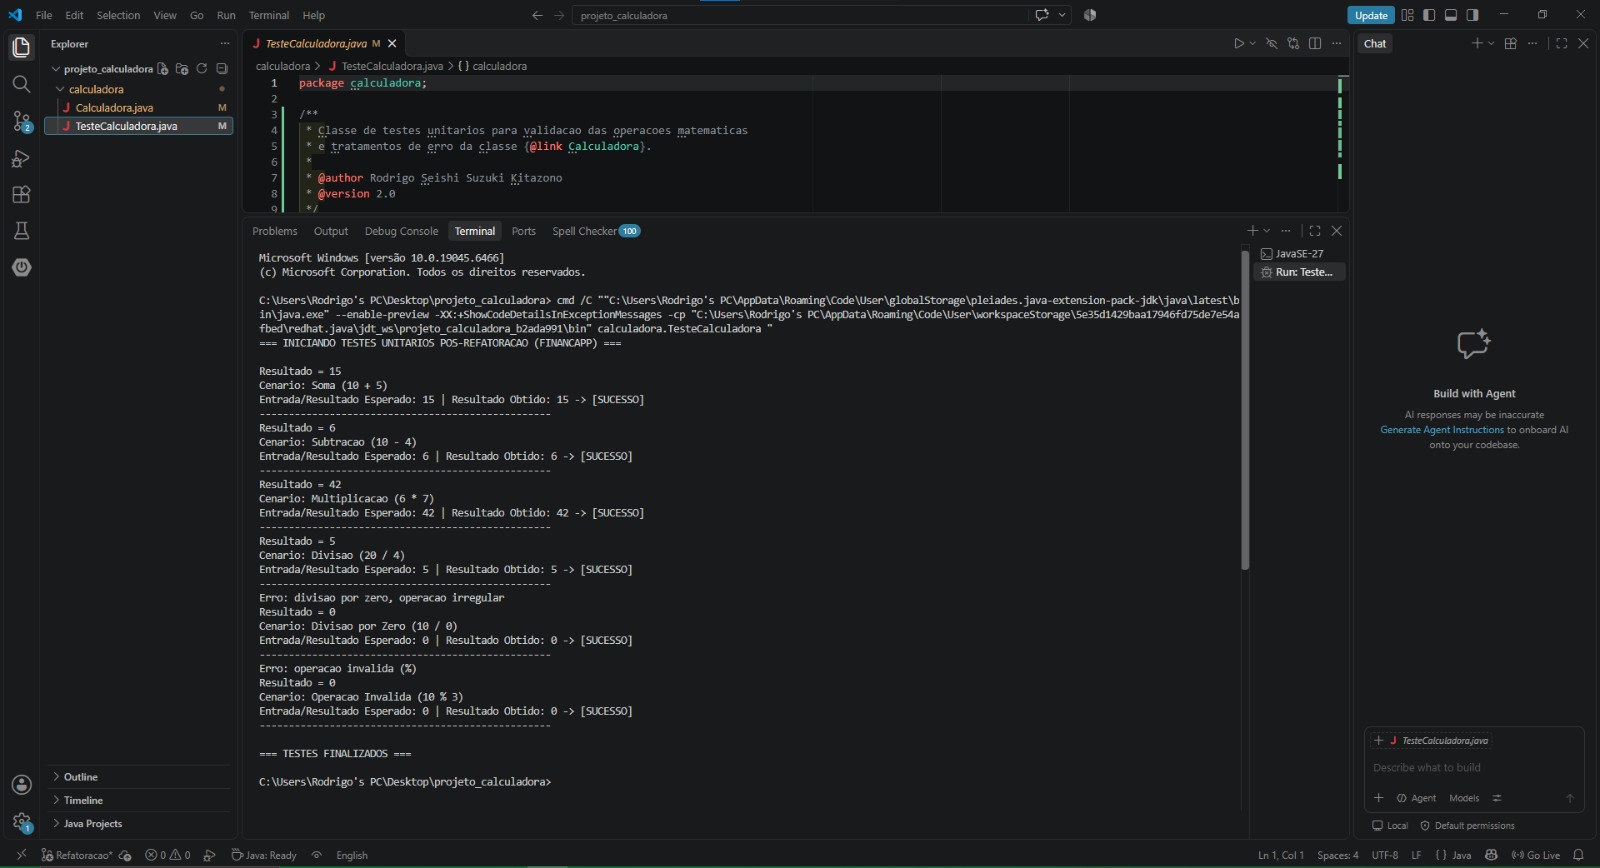 File Edit Selection View Go Run Terminal Help
projeto_calculadora
Update
Explorer
projeto_calculadora
calculadora
Calculadora.java M
TesteCalculadora.java M
2
Outline
Timeline
Java Projects
1
TesteCalculadora.java M
calculadora > TesteCalculadora.java > {} calculadora
1 package calculadora;
2
3 /**
4 * Classe de testes unitarios para validacao das operacoes matematicas
5 * e tratamentos de erro da classe {@link Calculadora}.
6 *
7 * @author Rodrigo Seishi Suzuki Kitazono
8 * @version 2.0
9 */
Problems Output Debug Console Terminal Ports Spell Checker 100
Microsoft Windows [versão 10.0.19045.6466]
(c) Microsoft Corporation. Todos os direitos reservados.
C:\Users\Rodrigo's PC\Desktop\projeto_calculadora> cmd /C ""C:\Users\Rodrigo's PC\AppData\Roaming\Code\User\globalStorage\pleiades.java-extension-pack-jdk\java\latest\b
in\java.exe" --enable-preview -XX:+ShowCodeDetailsInExceptionMessages -cp "C:\Users\Rodrigo's PC\AppData\Roaming\Code\User\workspaceStorage\5e35d1429baa17946fd75de7e54a
fbed\redhat.java\jdt_ws\projeto_calculadora_b2ada991\bin" calculadora.TesteCalculadora "
=== INICIANDO TESTES UNITARIOS POS-REFATORACAO (FINANCAPP) ===
Resultado = 15
Cenario: Soma (10 + 5)
Entrada/Resultado Esperado: 15 | Resultado Obtido: 15 -> [SUCESSO]
--------------------------------------------------
Resultado = 6
Cenario: Subtracao (10 - 4)
Entrada/Resultado Esperado: 6 | Resultado Obtido: 6 -> [SUCESSO]
--------------------------------------------------
Resultado = 42
Cenario: Multiplicacao (6 * 7)
Entrada/Resultado Esperado: 42 | Resultado Obtido: 42 -> [SUCESSO]
--------------------------------------------------
Resultado = 5
Cenario: Divisao (20 / 4)
Entrada/Resultado Esperado: 5 | Resultado Obtido: 5 -> [SUCESSO]
--------------------------------------------------
Erro: divisao por zero, operacao irregular
Resultado = 0
Cenario: Divisao por Zero (10 / 0)
Entrada/Resultado Esperado: 0 | Resultado Obtido: 0 -> [SUCESSO]
--------------------------------------------------
Erro: operacao invalida (%)
Resultado = 0
Cenario: Operacao Invalida (10 % 3)
Entrada/Resultado Esperado: 0 | Resultado Obtido: 0 -> [SUCESSO]
--------------------------------------------------
=== TESTES FINALIZADOS ===
C:\Users\Rodrigo's PC\Desktop\projeto_calculadora>
JavaSE-27
Run: Teste...
Chat
Build with Agent
AI responses may be inaccurate
Generate Agent Instructions to onboard AI
onto your codebase.
TesteCalculadora.java
Describe what to build
Agent Models
Local Default permissions
Refatoracao* 0 0 Java: Ready English
Ln 1, Col 1 Spaces: 4 UTF-8 LF {} Java Go Live